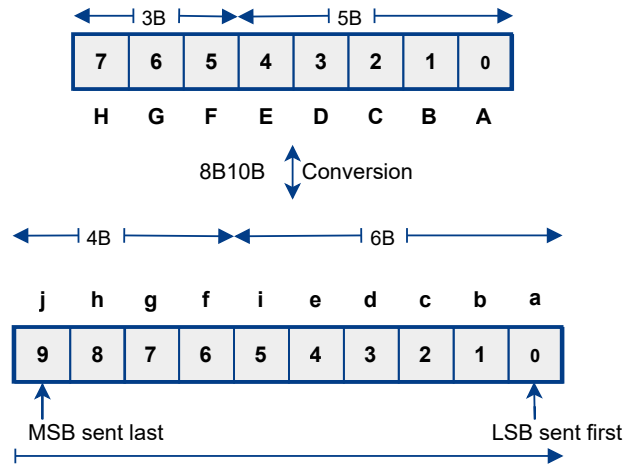 3B 5B
7 6 5 4 3 2 1 0
H G F E D C B A
8B10B Conversion
4B 6B
j h g f i e d c b a
9 8 7 6 5 4 3 2 1 0
MSB sent last LSB sent first